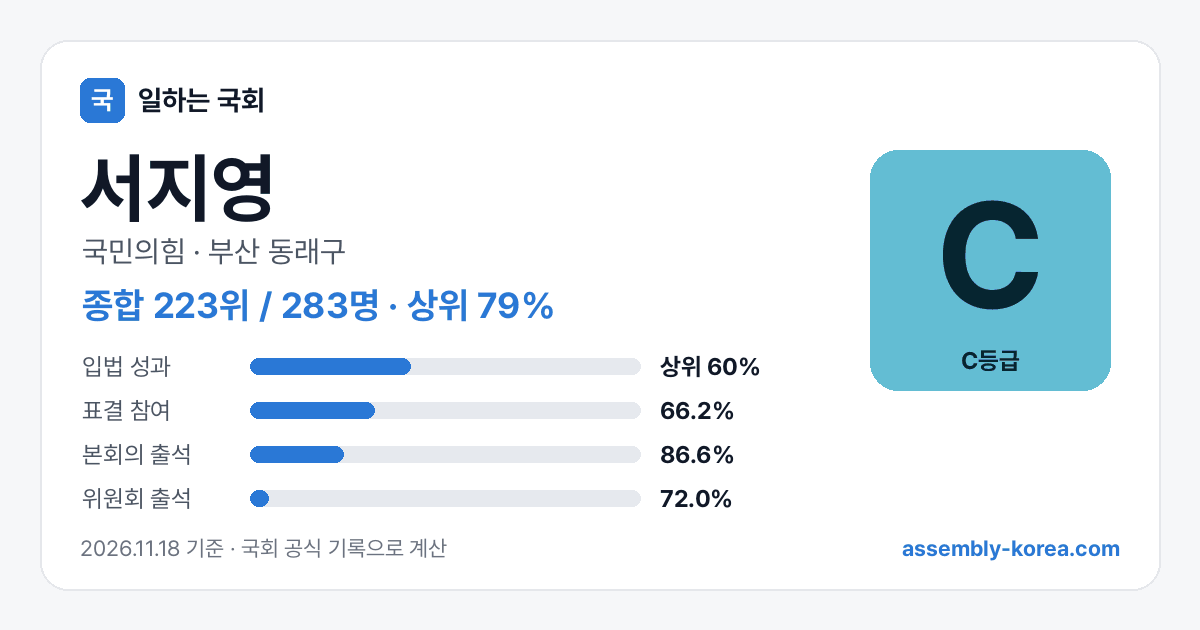 국 일하는 국회
서지영
국민의힘 · 부산 동래구
종합 223위 / 283명 · 상위 79%
C
C등급
입법 성과 상위 60%
표결 참여 66.2%
본회의 출석 86.6%
위원회 출석 72.0%
2026.11.18 기준 · 국회 공식 기록으로 계산
assembly-korea.com